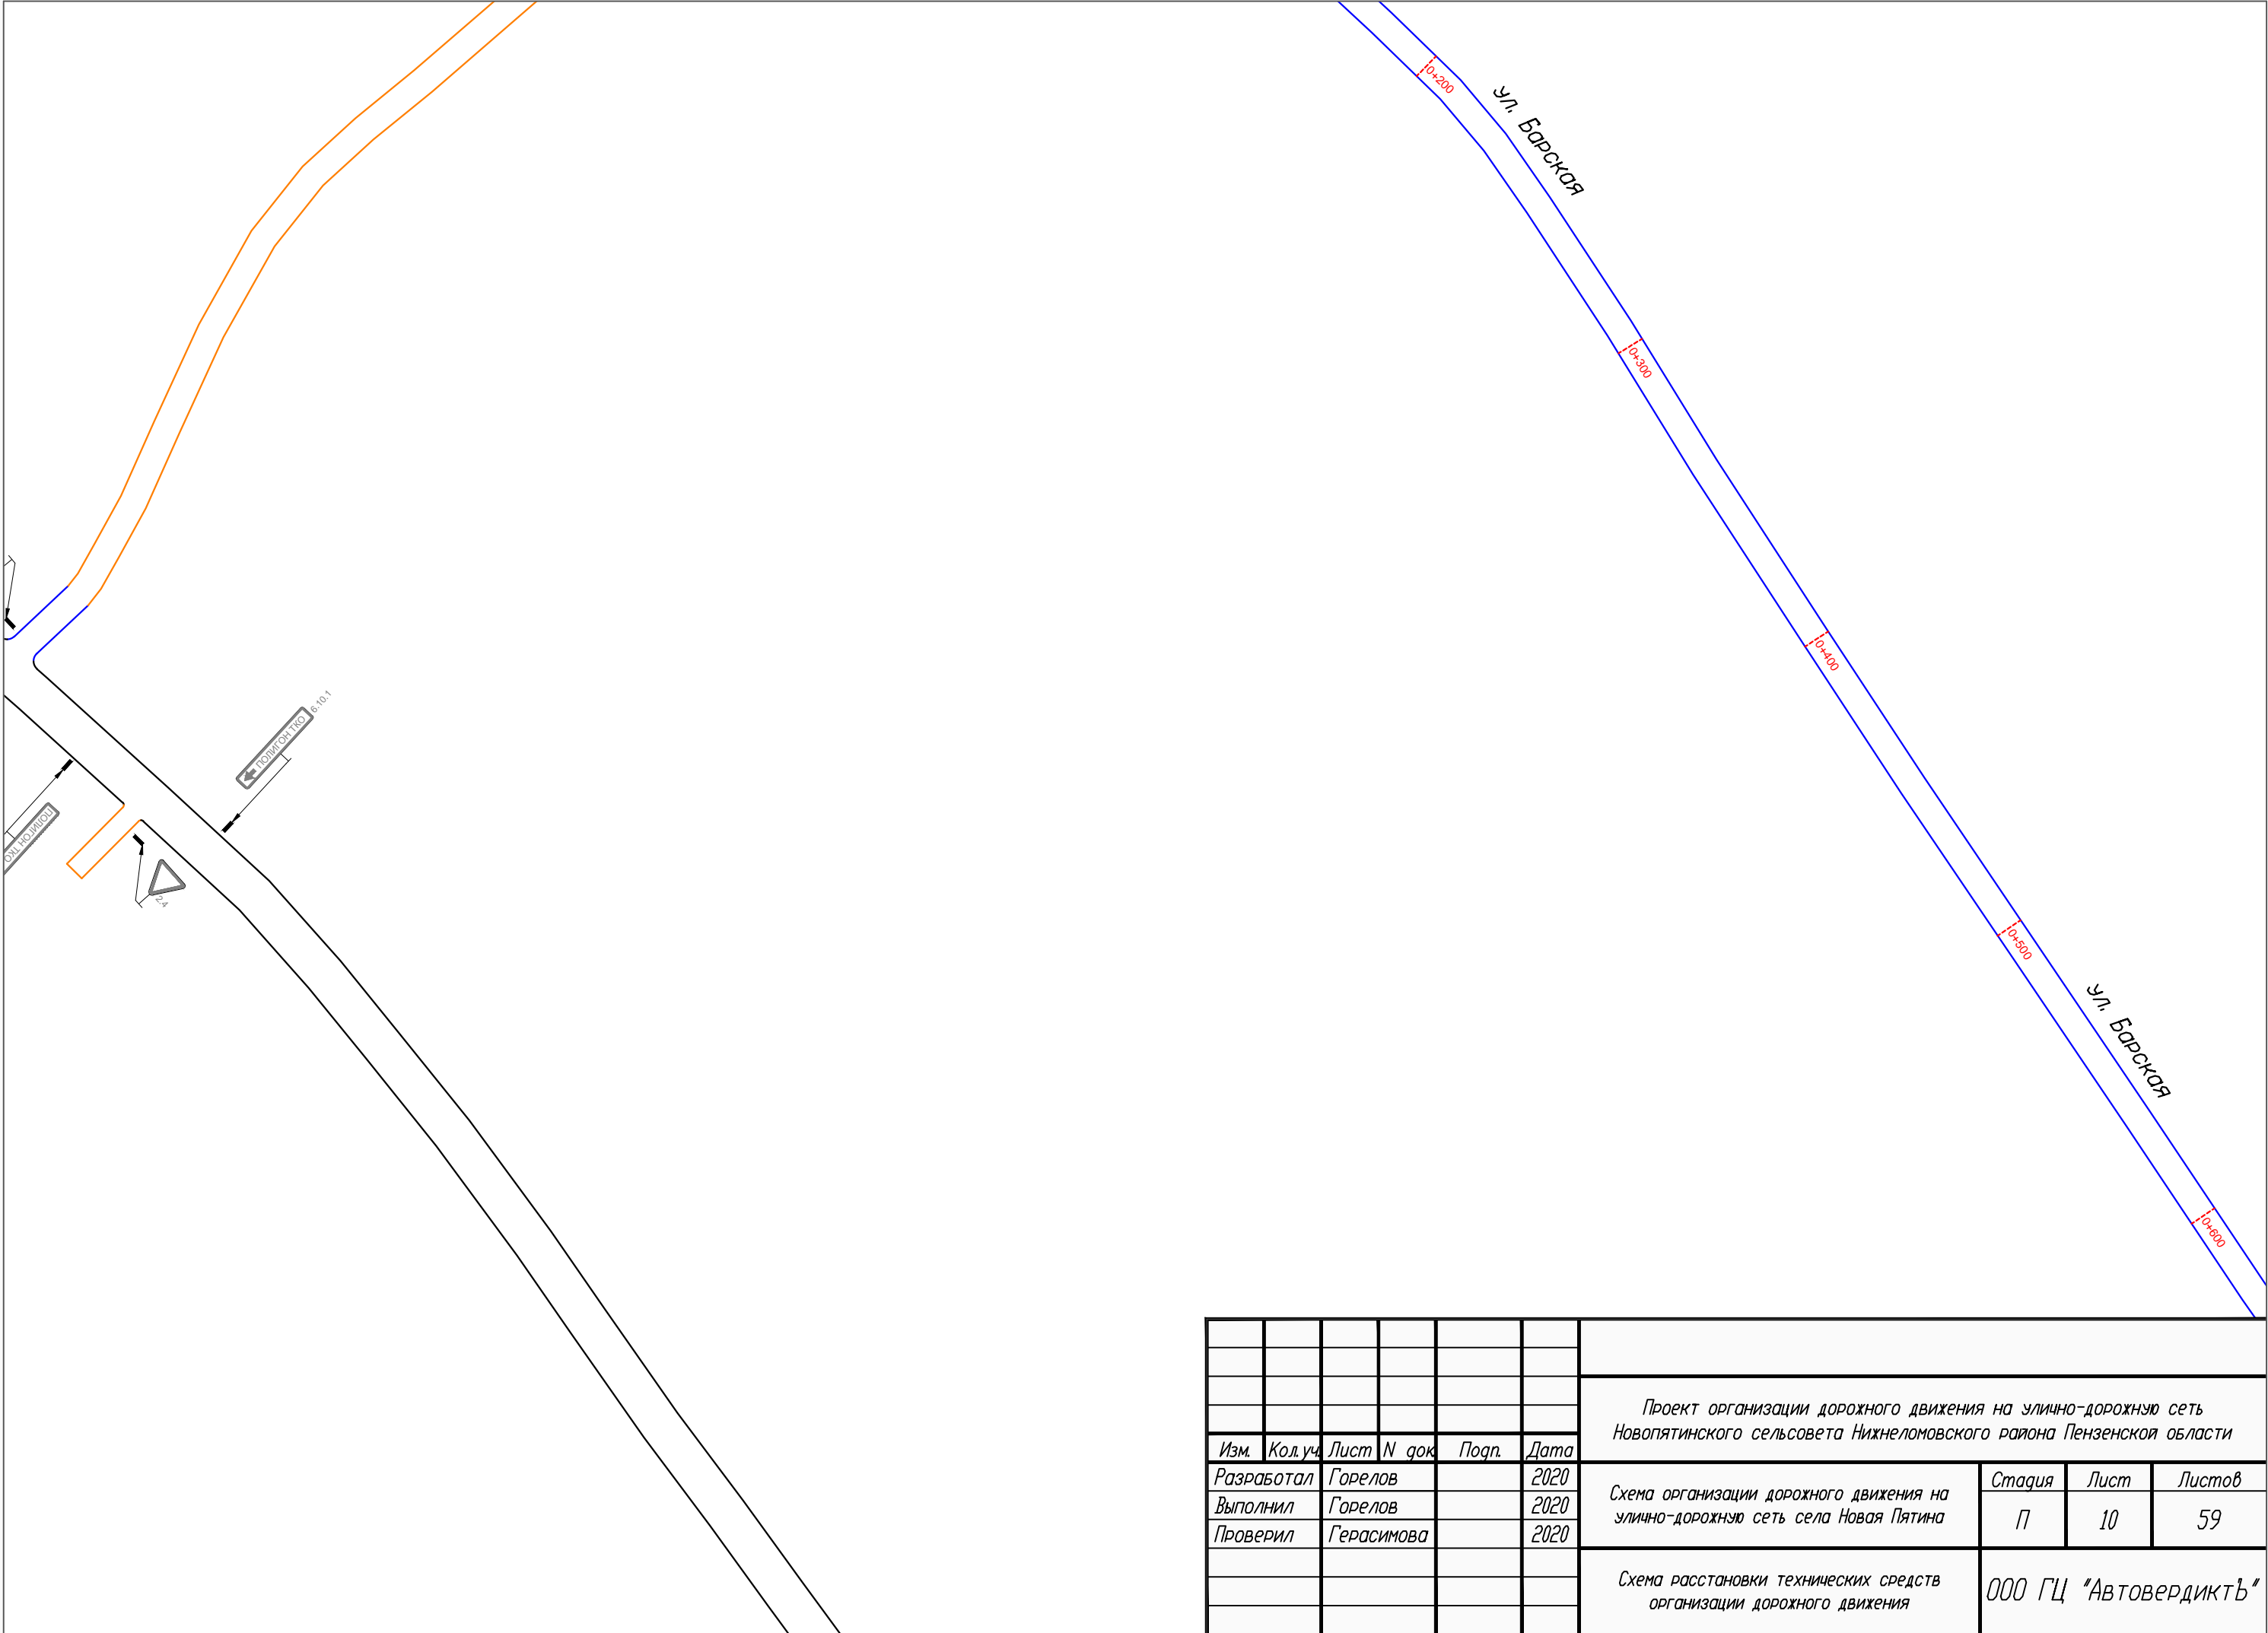 0+200
ул. Барская
0+300
0+400
6.10.1
ПОЛИГОН ТКО
ПОЛИГОН ТКО
2.4
0+500
ул. Барская
0+600
Проект организации дорожного движения на улично-дорожную сеть
Новопятинского сельсовета Нижнеломовского района Пензенской области
Изм. Кол.уч. Лист N док. Подп. Дата
Разработал Горелов 2020
Выполнил Горелов 2020
Проверил Герасимова 2020
Схема организации дорожного движения на
улично-дорожную сеть села Новая Пятина
Стадия Лист Листов
П 10 59
Схема расстановки технических средств
организации дорожного движения
ООО ГЦ "АвтовердиктЪ"